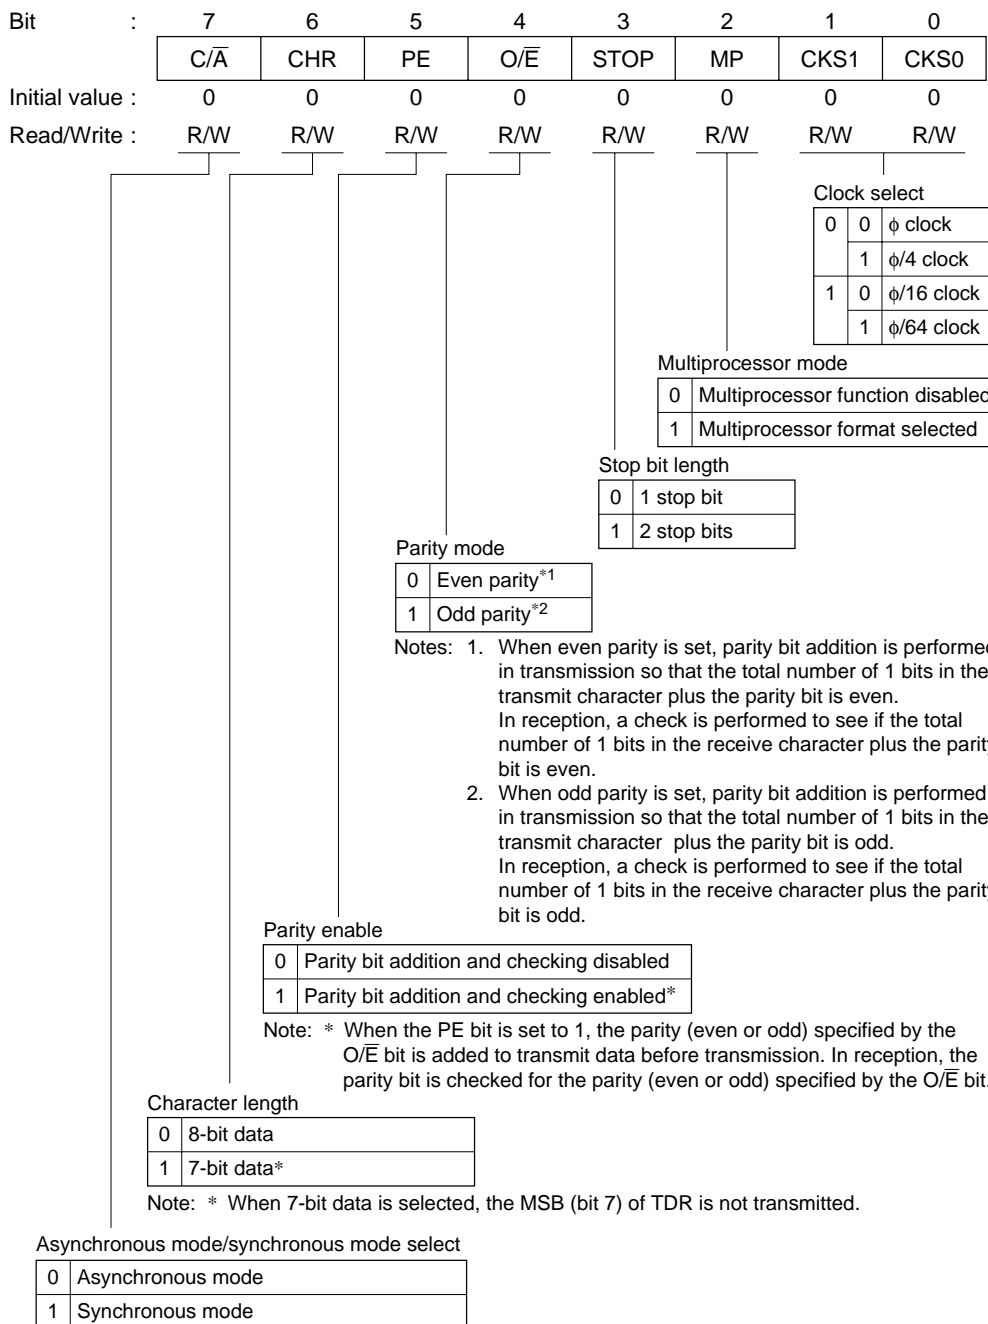 Bit : 7 6 5 4 3 2 1 0
C/A̅ CHR PE O/E̅ STOP MP CKS1 CKS0
Initial value : 0 0 0 0 0 0 0 0
Read/Write : R/W R/W R/W R/W R/W R/W R/W R/W
Clock select
0 0 φ clock
1 φ/4 clock
1 0 φ/16 clock
1 φ/64 clock
Multiprocessor mode
0 Multiprocessor function disabled
1 Multiprocessor format selected
Stop bit length
0 1 stop bit
1 2 stop bits
Parity mode
0 Even parity*1
1 Odd parity*2
Notes: 1. When even parity is set, parity bit addition is performed
in transmission so that the total number of 1 bits in the
transmit character plus the parity bit is even.
In reception, a check is performed to see if the total
number of 1 bits in the receive character plus the parity
bit is even.
2. When odd parity is set, parity bit addition is performed
in transmission so that the total number of 1 bits in the
transmit character plus the parity bit is odd.
In reception, a check is performed to see if the total
number of 1 bits in the receive character plus the parity
bit is odd.
Parity enable
0 Parity bit addition and checking disabled
1 Parity bit addition and checking enabled*
Note: * When the PE bit is set to 1, the parity (even or odd) specified by the
O/E̅ bit is added to transmit data before transmission. In reception, the
parity bit is checked for the parity (even or odd) specified by the O/E̅ bit.
Character length
0 8-bit data
1 7-bit data*
Note: * When 7-bit data is selected, the MSB (bit 7) of TDR is not transmitted.
Asynchronous mode/synchronous mode select
0 Asynchronous mode
1 Synchronous mode